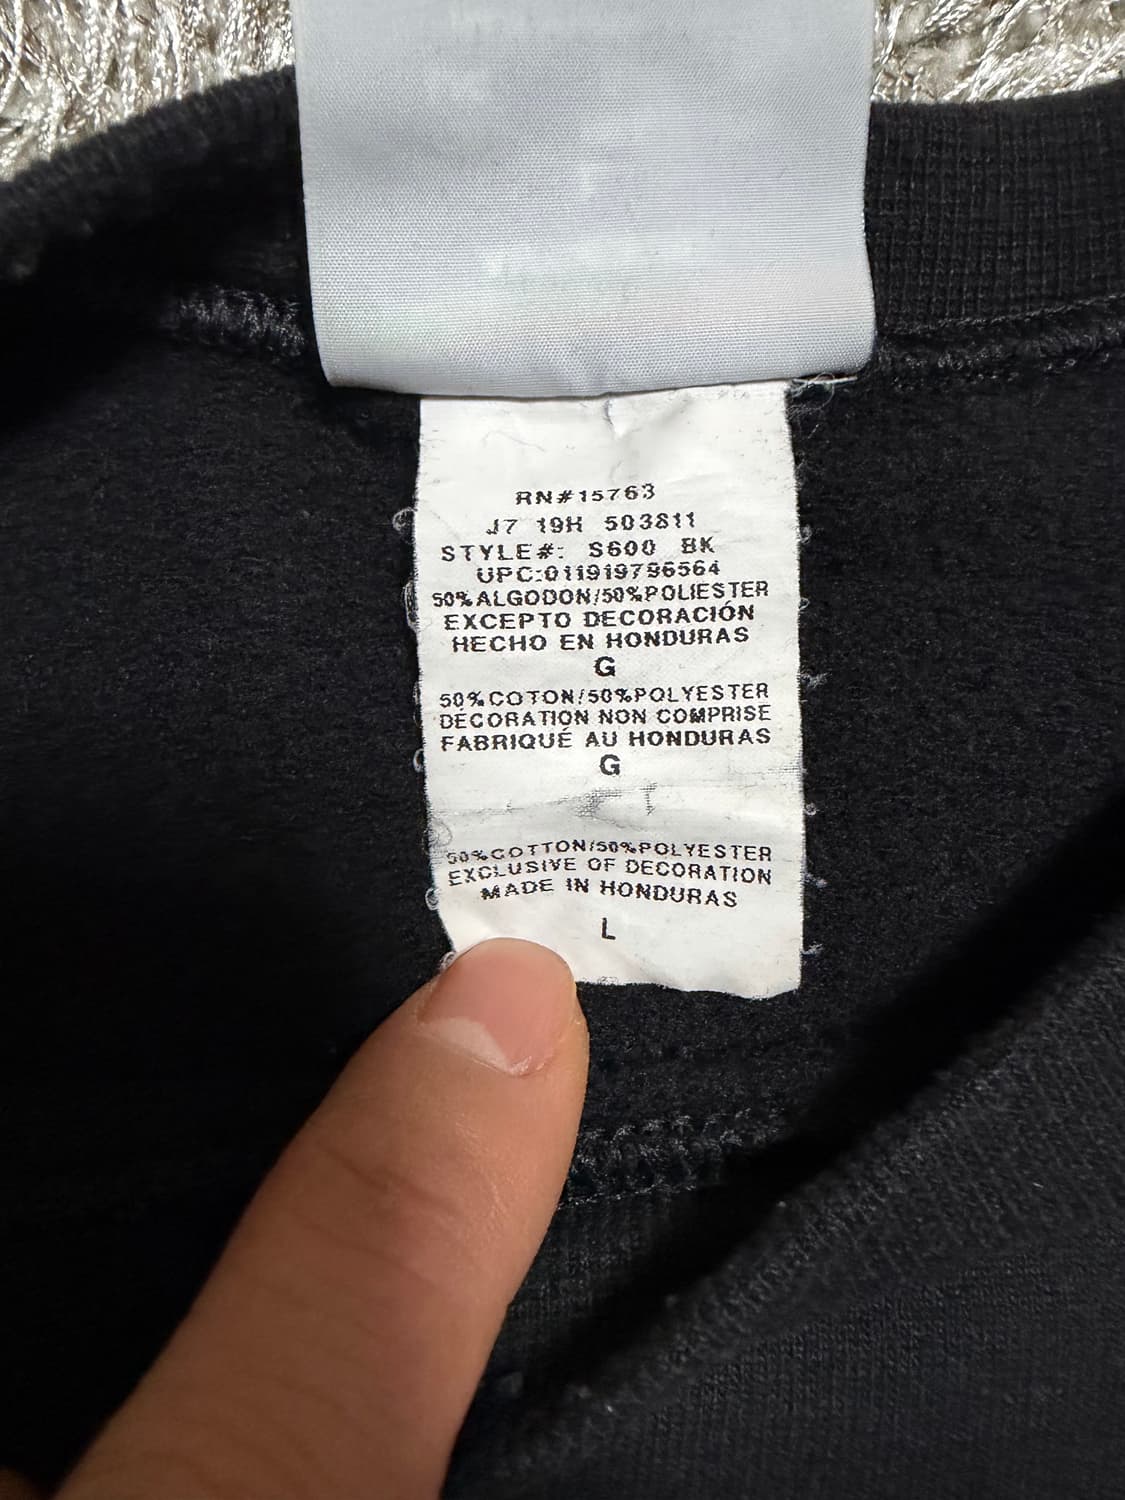 RN#15763
J7 19H 503811
STYLE#: S600 BK
UPC:011919796564
50%ALGODON/50%POLIESTER
EXCEPTO DECORACIÓN
HECHO EN HONDURAS
G
50%COTON/50%POLYESTER
DÉCORATION NON COMPRISE
FABRIQUÉ AU HONDURAS
G
50%COTTON/50%POLYESTER
EXCLUSIVE OF DECORATION
MADE IN HONDURAS
L